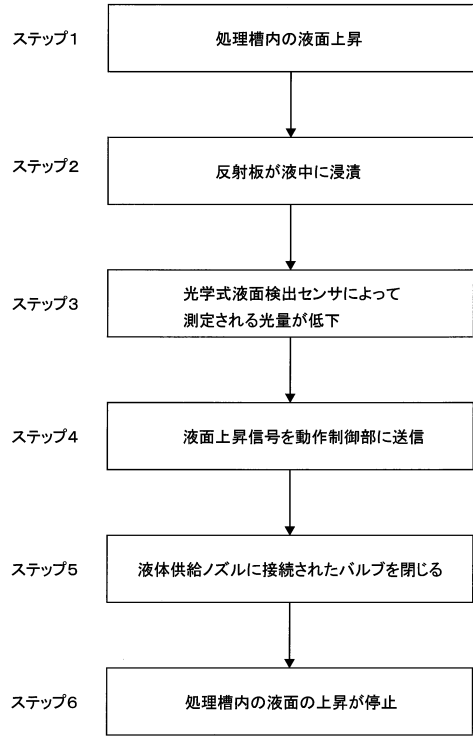 ステップ1
処理槽内の液面上昇
ステップ2
反射板が液中に浸漬
ステップ3
光学式液面検出センサによって
測定される光量が低下
ステップ4
液面上昇信号を動作制御部に送信
ステップ5
液体供給ノズルに接続されたバルブを閉じる
ステップ6
処理槽内の液面の上昇が停止